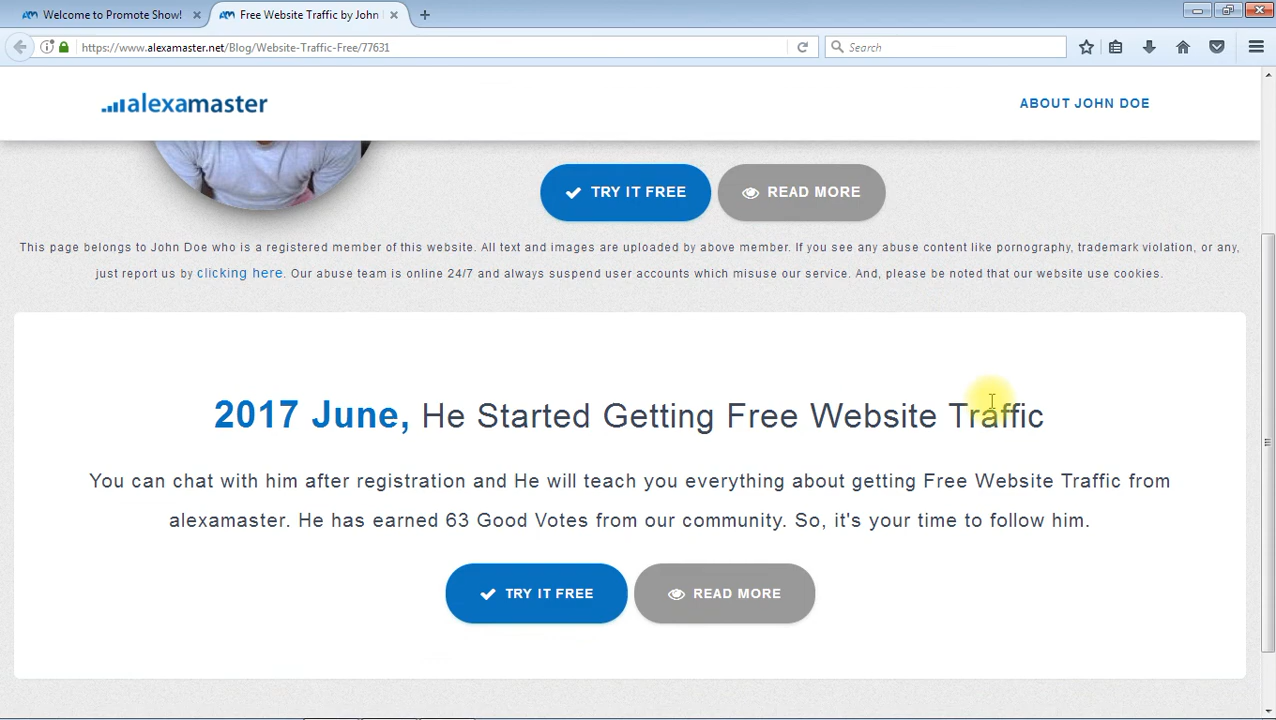 Welcome to Promote Show!
Free Website Traffic by John
https://www.alexamaster.net/Blog/Website-Traffic-Free/77631
Search
alexamaster
ABOUT JOHN DOE
TRY IT FREE
READ MORE
This page belongs to John Doe who is a registered member of this website. All text and images are uploaded by above member. If you see any abuse content like pornography, trademark violation, or any,
just report us by clicking here. Our abuse team is online 24/7 and always suspend user accounts which misuse our service. And, please be noted that our website use cookies.
2017 June, He Started Getting Free Website Traffic
You can chat with him after registration and He will teach you everything about getting Free Website Traffic from
alexamaster. He has earned 63 Good Votes from our community. So, it's your time to follow him.
TRY IT FREE
READ MORE